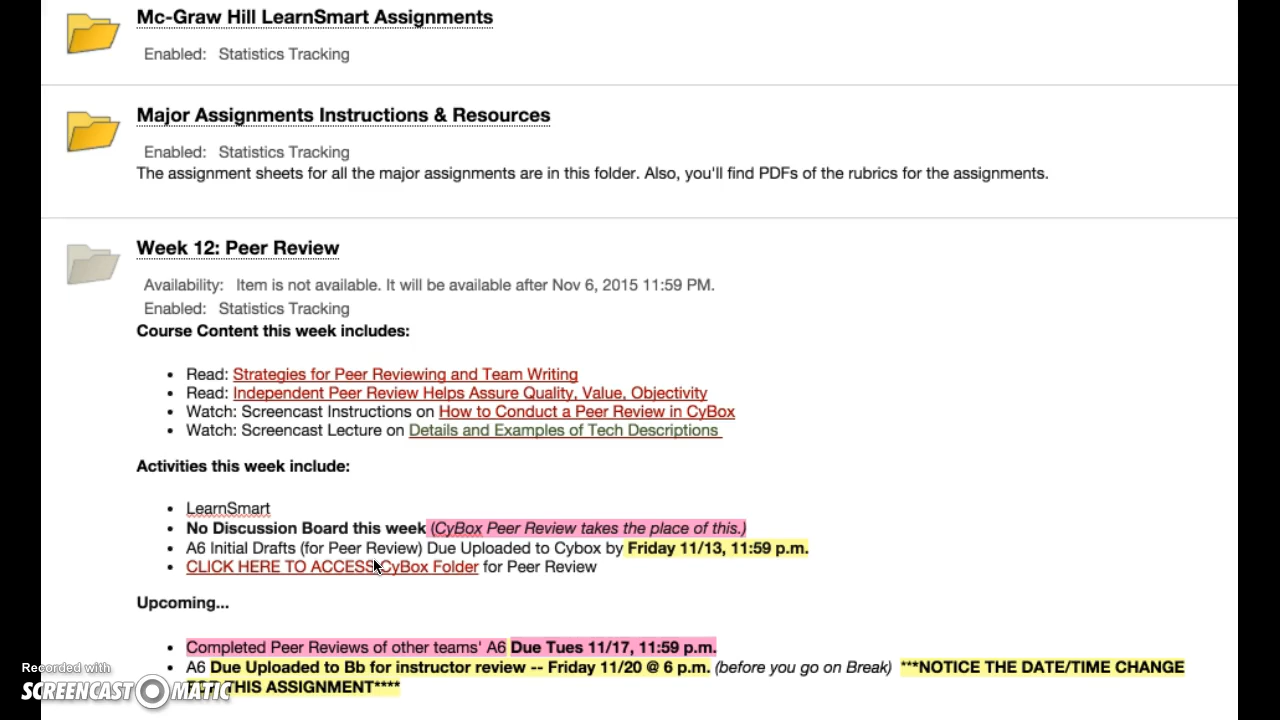 Mc-Graw Hill LearnSmart Assignments
Enabled: Statistics Tracking
Major Assignments Instructions & Resources
Enabled: Statistics Tracking
The assignment sheets for all the major assignments are in this folder. Also, you'll find PDFs of the rubrics for the assignments.
Week 12: Peer Review
Availability: Item is not available. It will be available after Nov 6, 2015 11:59 PM.
Enabled: Statistics Tracking
Course Content this week includes:
• Read: Strategies for Peer Reviewing and Team Writing
• Read: Independent Peer Review Helps Assure Quality, Value, Objectivity
• Watch: Screencast Instructions on How to Conduct a Peer Review in CyBox
• Watch: Screencast Lecture on Details and Examples of Tech Descriptions
Activities this week include:
• LearnSmart
• No Discussion Board this week (CyBox Peer Review takes the place of this.)
• A6 Initial Drafts (for Peer Review) Due Uploaded to Cybox by Friday 11/13, 11:59 p.m.
• CLICK HERE TO ACCESS CyBox Folder for Peer Review
Upcoming...
• Completed Peer Reviews of other teams' A6 Due Tues 11/17, 11:59 p.m.
• A6 Due Uploaded to Bb for instructor review -- Friday 11/20 @ 6 p.m. (before you go on Break) ***NOTICE THE DATE/TIME CHANGE
THIS ASSIGNMENT****
Recorded with
SCREENCAST-O-MATIC